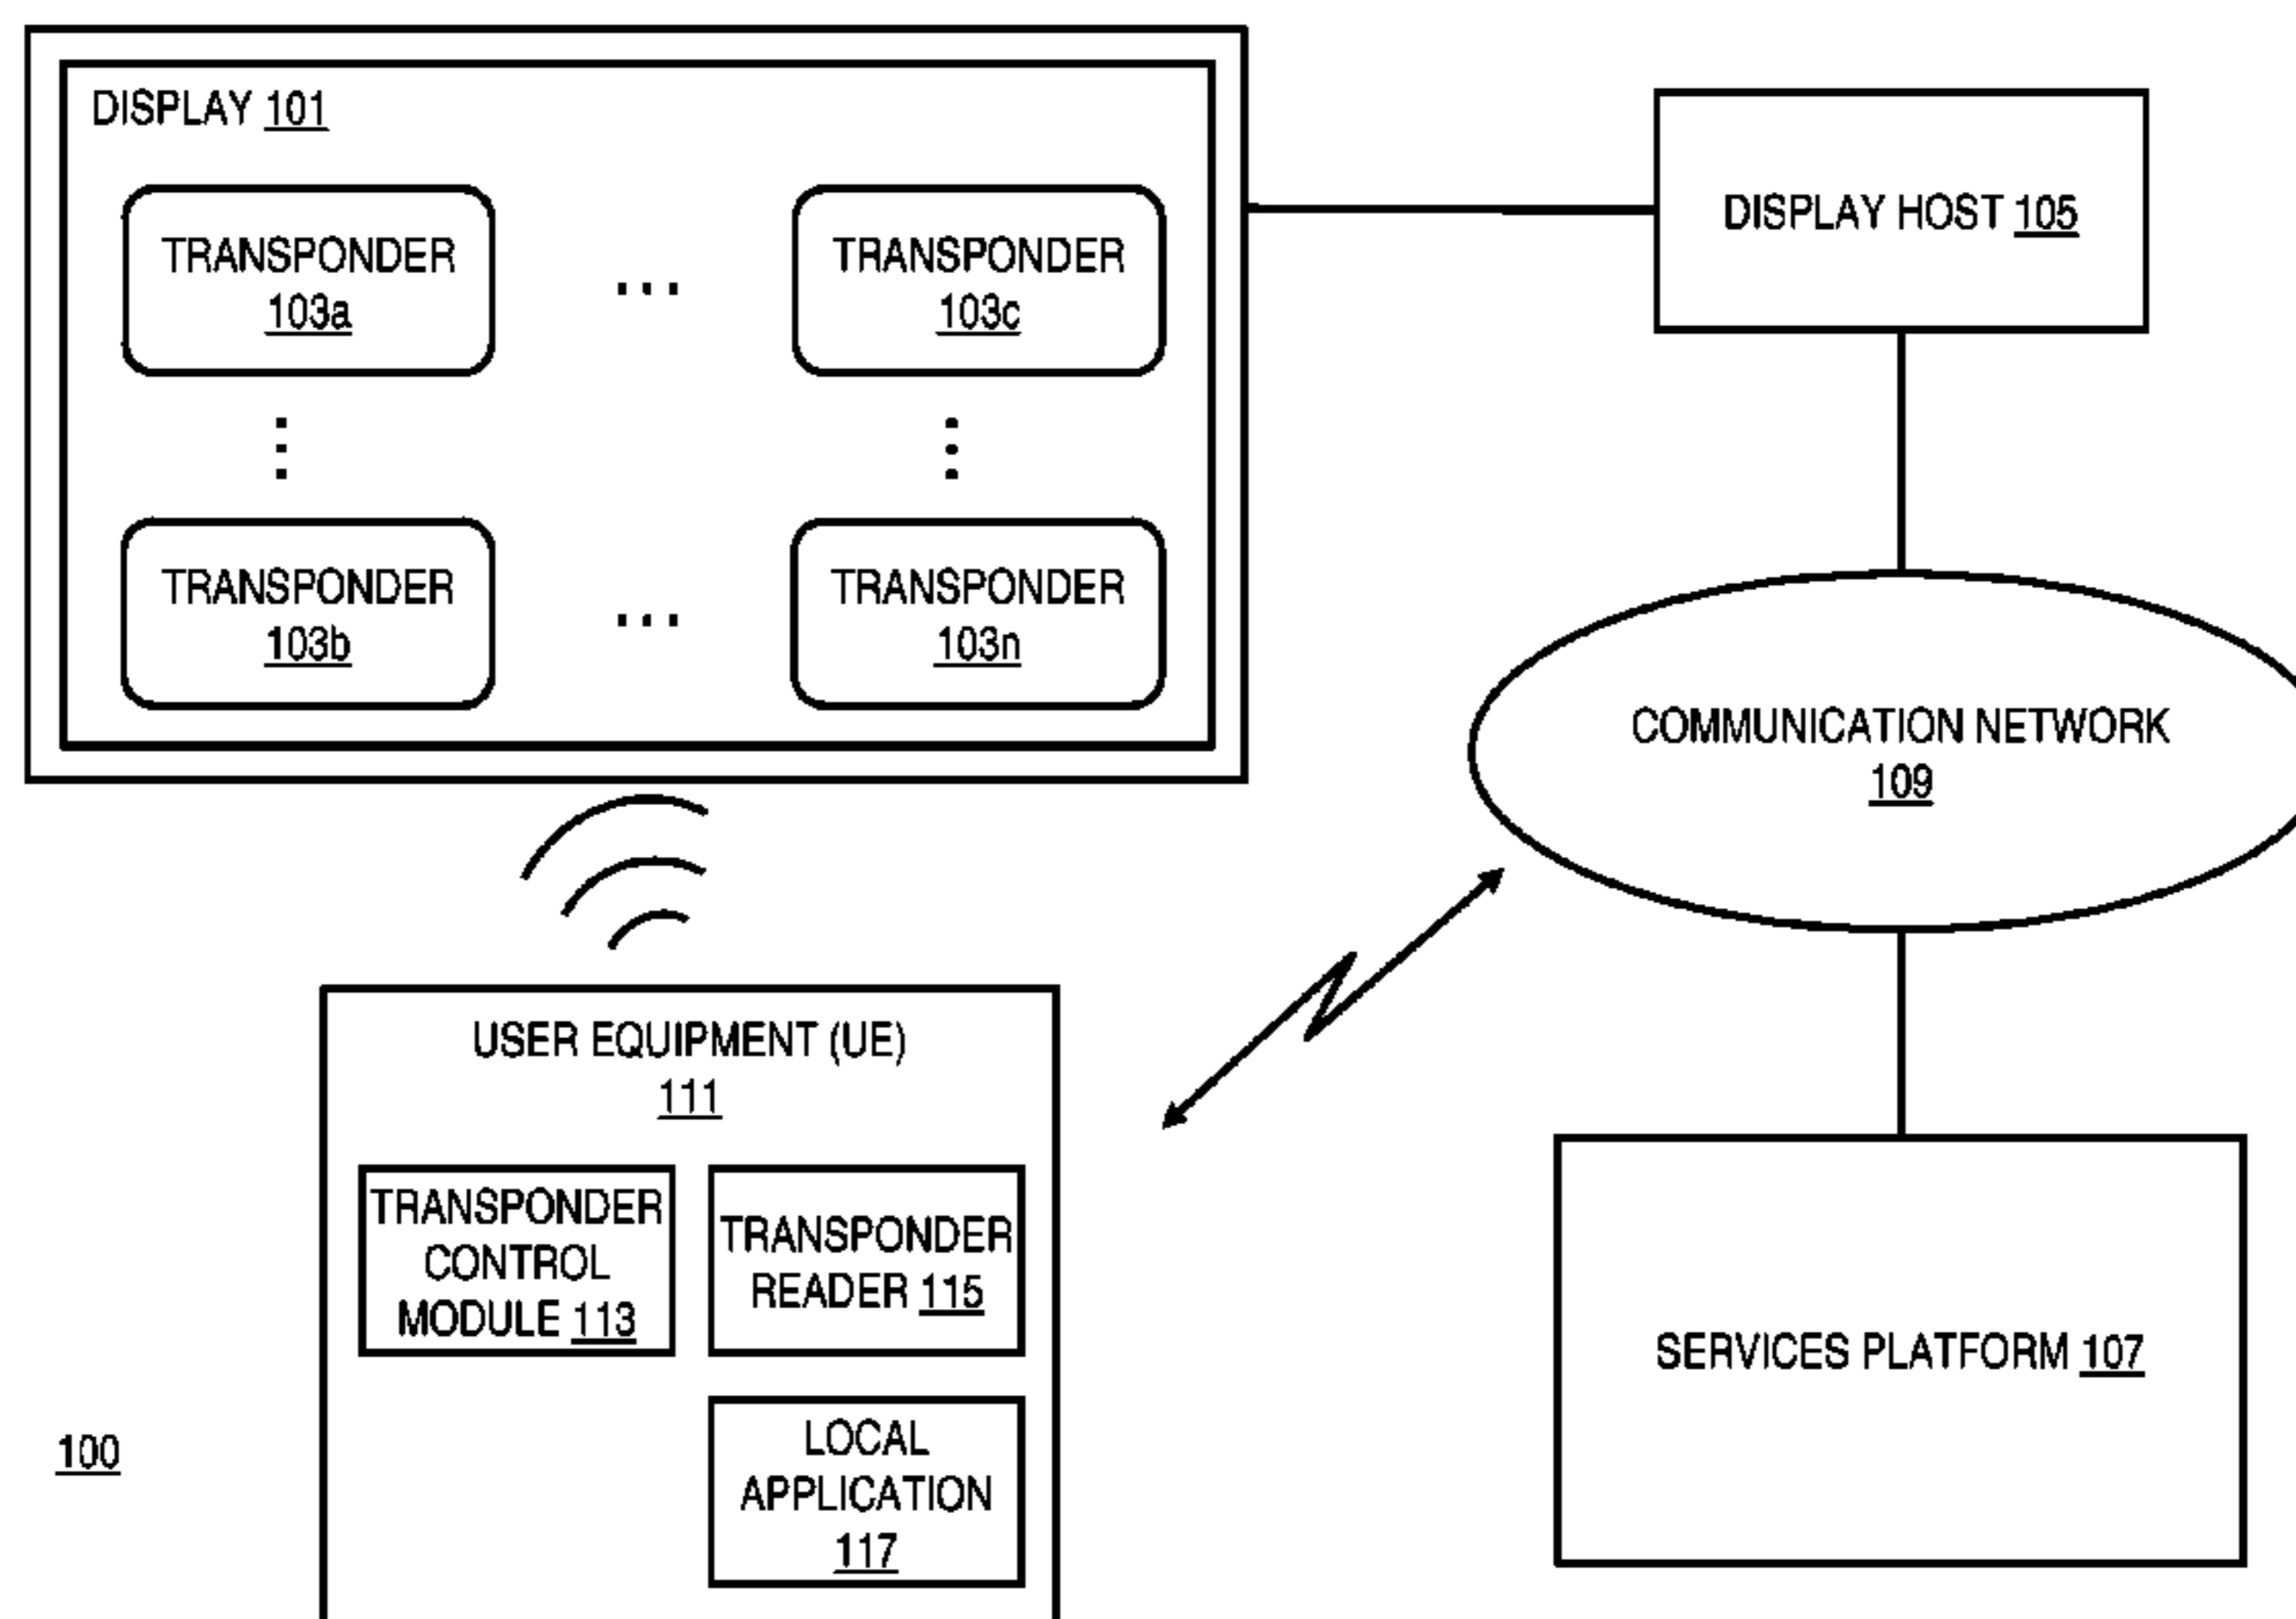 DISPLAY 101
TRANSPONDER
103a
...
TRANSPONDER
103c
TRANSPONDER
103b
...
TRANSPONDER
103n
DISPLAY HOST 105
COMMUNICATION NETWORK
109
USER EQUIPMENT (UE)
111
TRANSPONDER
CONTROL
MODULE 113
TRANSPONDER
READER 115
LOCAL
APPLICATION
117
SERVICES PLATFORM 107
100